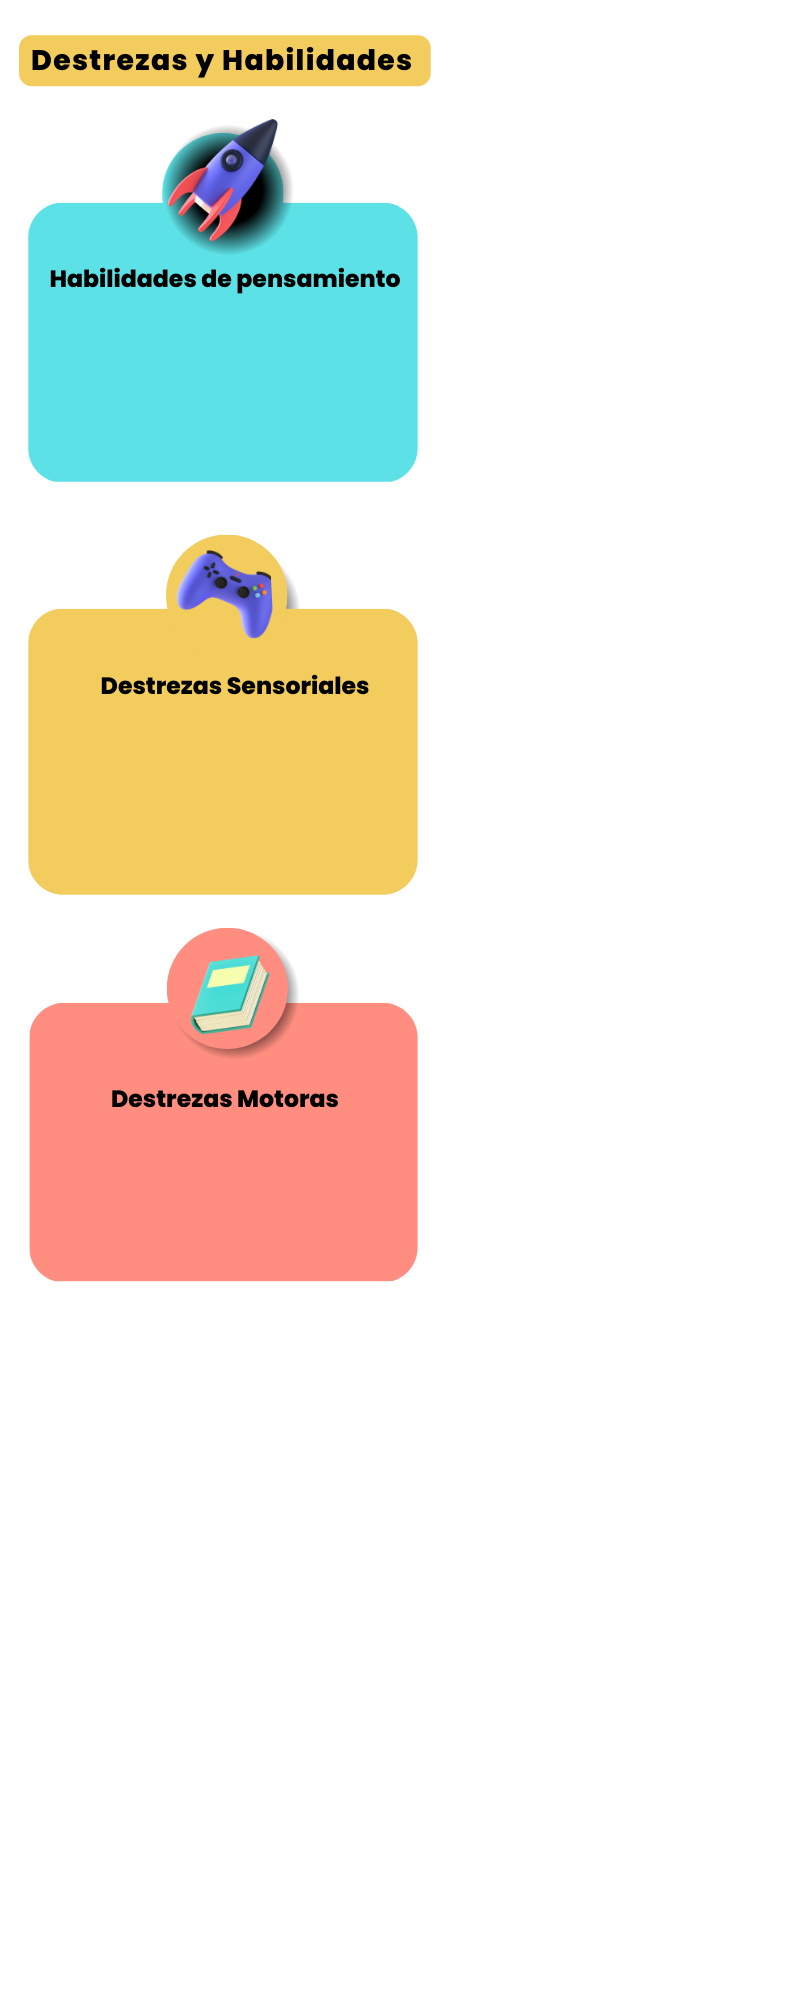 Destrezas y Habilidades
Habilidades de pensamiento
Destrezas Sensoriales
Destrezas Motoras